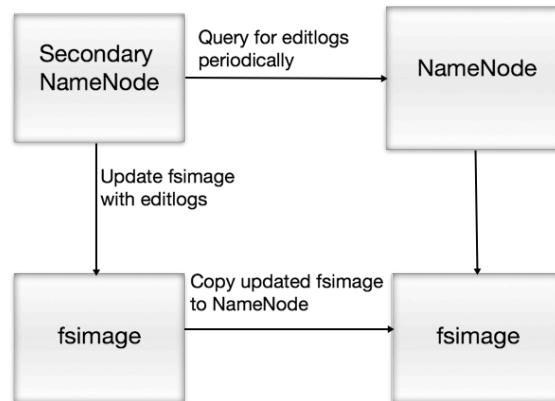 Secondary
NameNode
Query for editlogs
periodically
NameNode
Update fsimage
with editlogs
fsimage
Copy updated fsimage
to NameNode
fsimage